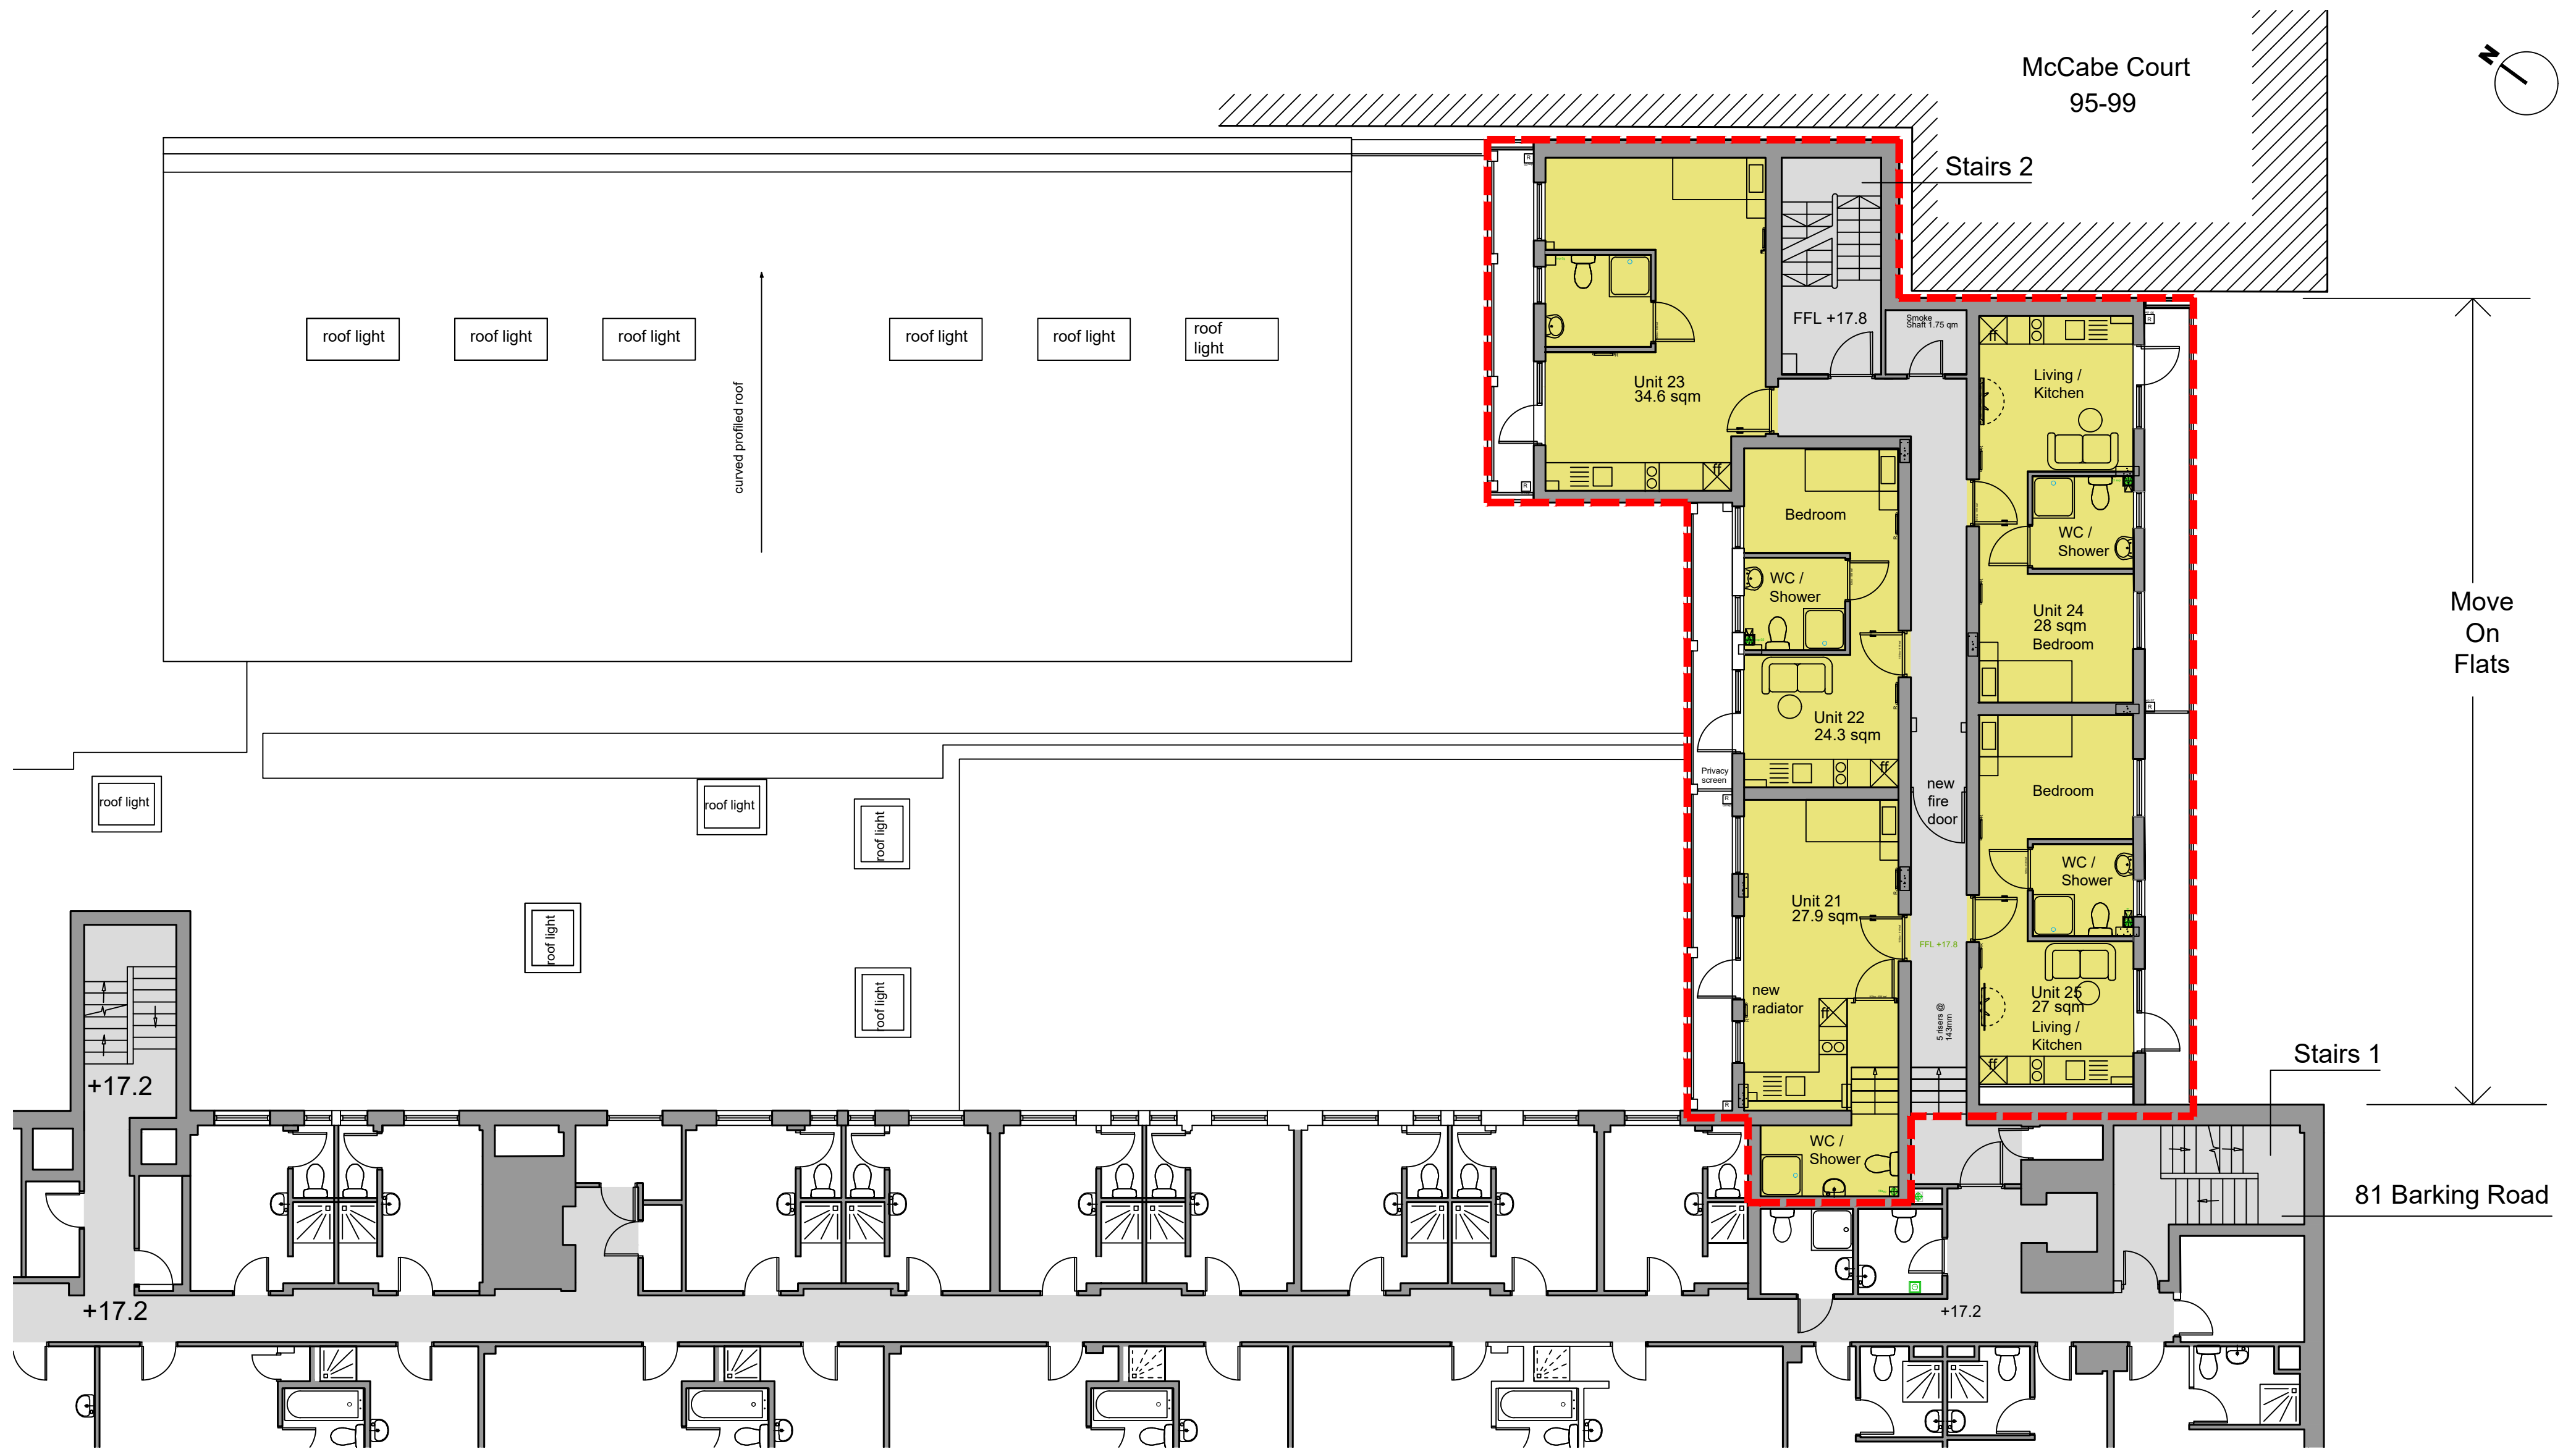 McCabe Court
95-99
N
Stairs 2
roof light
roof light
roof light
roof light
roof light
roof
light
curved profiled roof
FFL +17.8
Smoke
Shaft 1.75 qm
Unit 23
34.6 sqm
ff
ff
Living /
Kitchen
WC /
Shower
Unit 24
28 sqm
Bedroom
Bedroom
WC /
Shower
Unit 22
24.3 sqm
ff
Privacy
screen
new
fire
door
Bedroom
WC /
Shower
Unit 25
27 sqm
Living /
Kitchen
ff
Unit 21
27.9 sqm
FFL +17.8
new
radiator
ff
5 risers @
143mm
WC /
Shower
Move
On
Flats
Stairs 1
81 Barking Road
roof light
roof light
roof light
roof light
roof light
+17.2
+17.2
+17.2
R
R
R
R
R
R